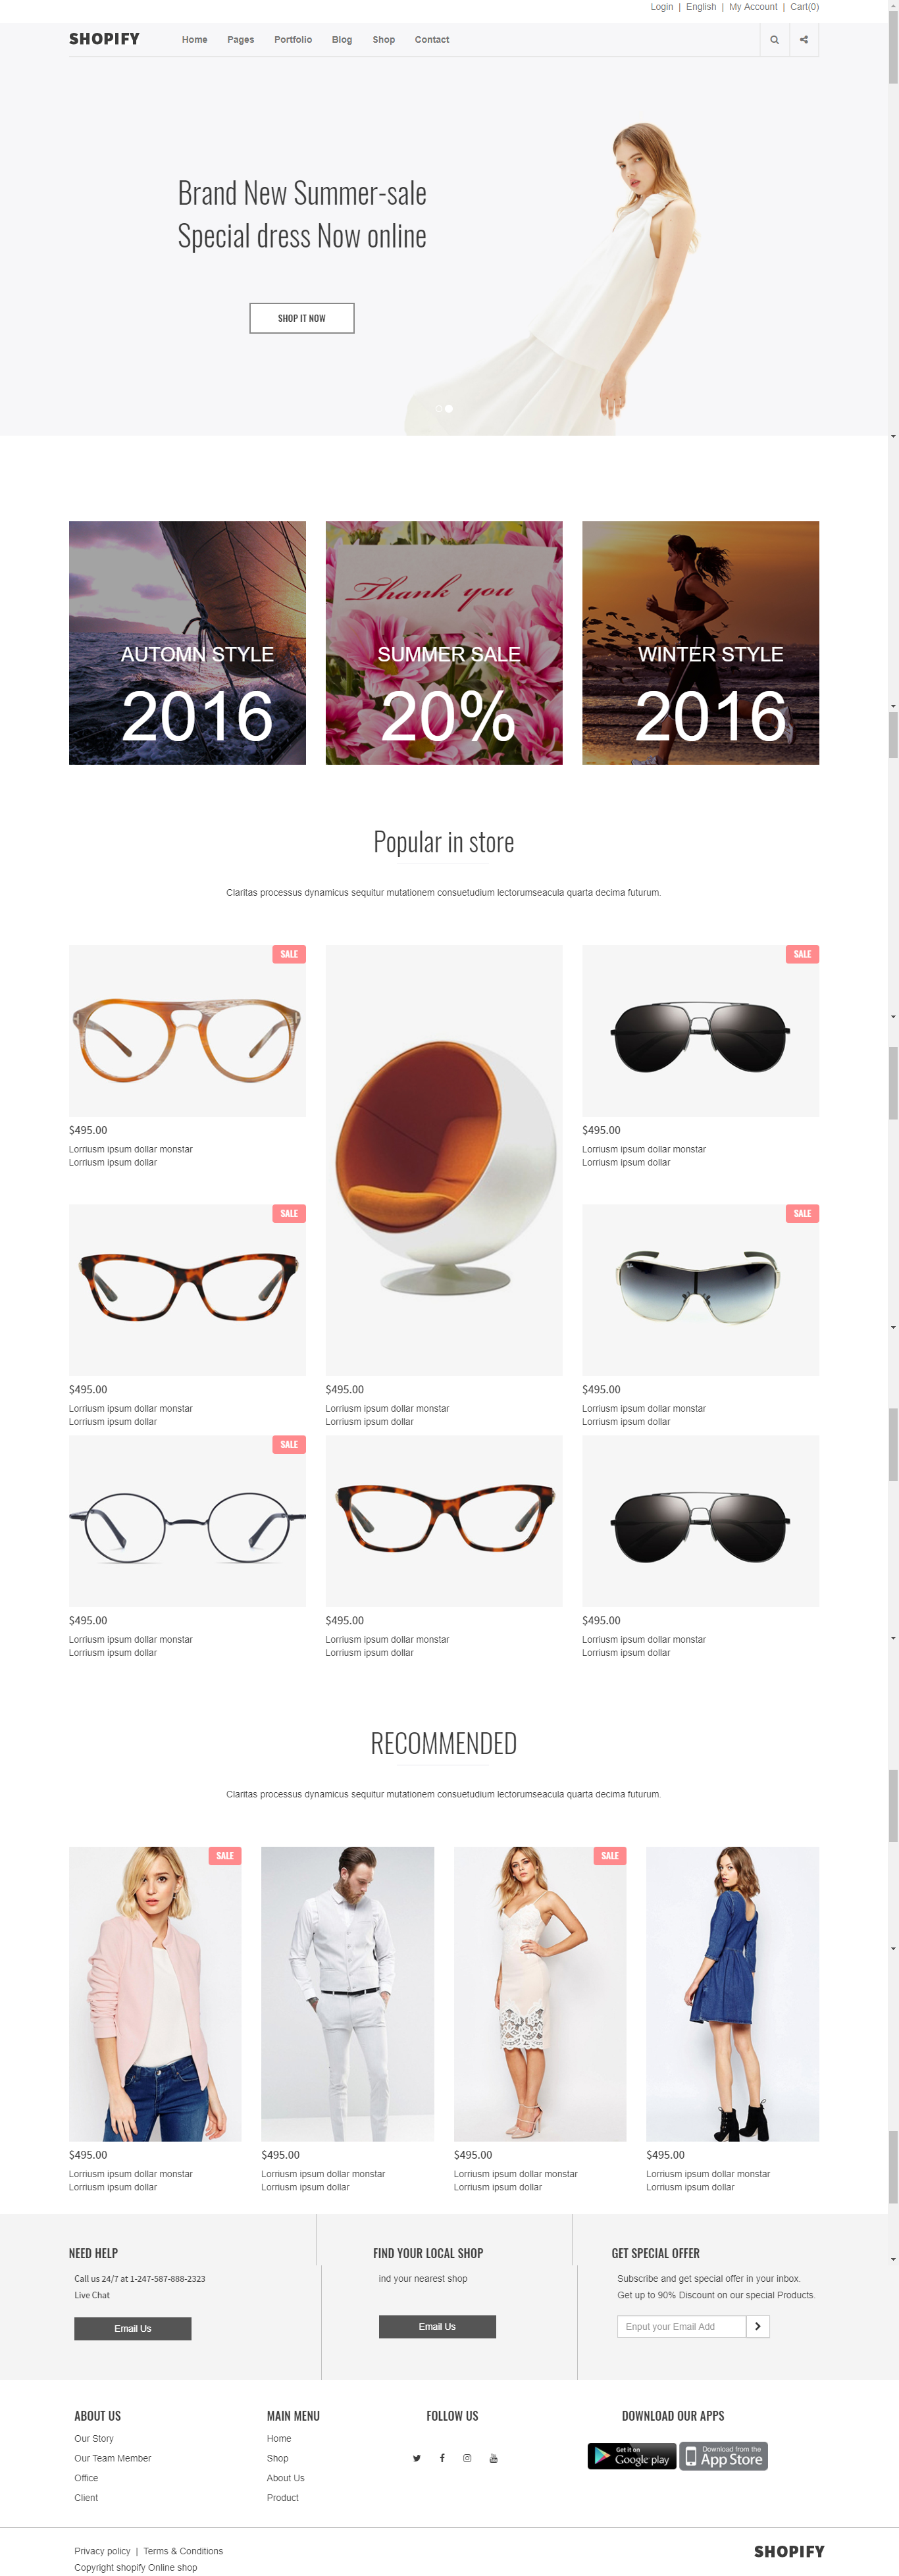 Login | English | My Account | Cart(0)
SHOPIFY Home Pages Portfolio Blog Shop Contact
Brand New Summer-sale
Special dress Now online
SHOP IT NOW
AUTOMN STYLE
2016
Thank you
SUMMER SALE
20%
WINTER STYLE
2016
Popular in store
Claritas processus dynamicus sequitur mutationem consuetudium lectorumseacula quarta decima futurum.
SALE
$495.00
Lorriusm ipsum dollar monstar
Lorriusm ipsum dollar
SALE
$495.00
Lorriusm ipsum dollar monstar
Lorriusm ipsum dollar
SALE
$495.00
Lorriusm ipsum dollar monstar
Lorriusm ipsum dollar
$495.00
Lorriusm ipsum dollar monstar
Lorriusm ipsum dollar
SALE
$495.00
Lorriusm ipsum dollar monstar
Lorriusm ipsum dollar
SALE
$495.00
Lorriusm ipsum dollar monstar
Lorriusm ipsum dollar
$495.00
Lorriusm ipsum dollar monstar
Lorriusm ipsum dollar
$495.00
Lorriusm ipsum dollar monstar
Lorriusm ipsum dollar
RECOMMENDED
Claritas processus dynamicus sequitur mutationem consuetudium lectorumseacula quarta decima futurum.
SALE
$495.00
Lorriusm ipsum dollar monstar
Lorriusm ipsum dollar
$495.00
Lorriusm ipsum dollar monstar
Lorriusm ipsum dollar
SALE
$495.00
Lorriusm ipsum dollar monstar
Lorriusm ipsum dollar
$495.00
Lorriusm ipsum dollar monstar
Lorriusm ipsum dollar
NEED HELP
Call us 24/7 at 1-247-587-888-2323
Live Chat
Email Us
FIND YOUR LOCAL SHOP
ind your nearest shop
Email Us
GET SPECIAL OFFER
Subscribe and get special offer in your inbox.
Get up to 90% Discount on our special Products.
Enput your Email Add
ABOUT US
Our Story
Our Team Member
Office
Client
MAIN MENU
Home
Shop
About Us
Product
FOLLOW US
DOWNLOAD OUR APPS
Get it on
Google play
Download from the
App Store
Privacy policy | Terms & Conditions
Copyright shopify Online shop
SHOPIFY